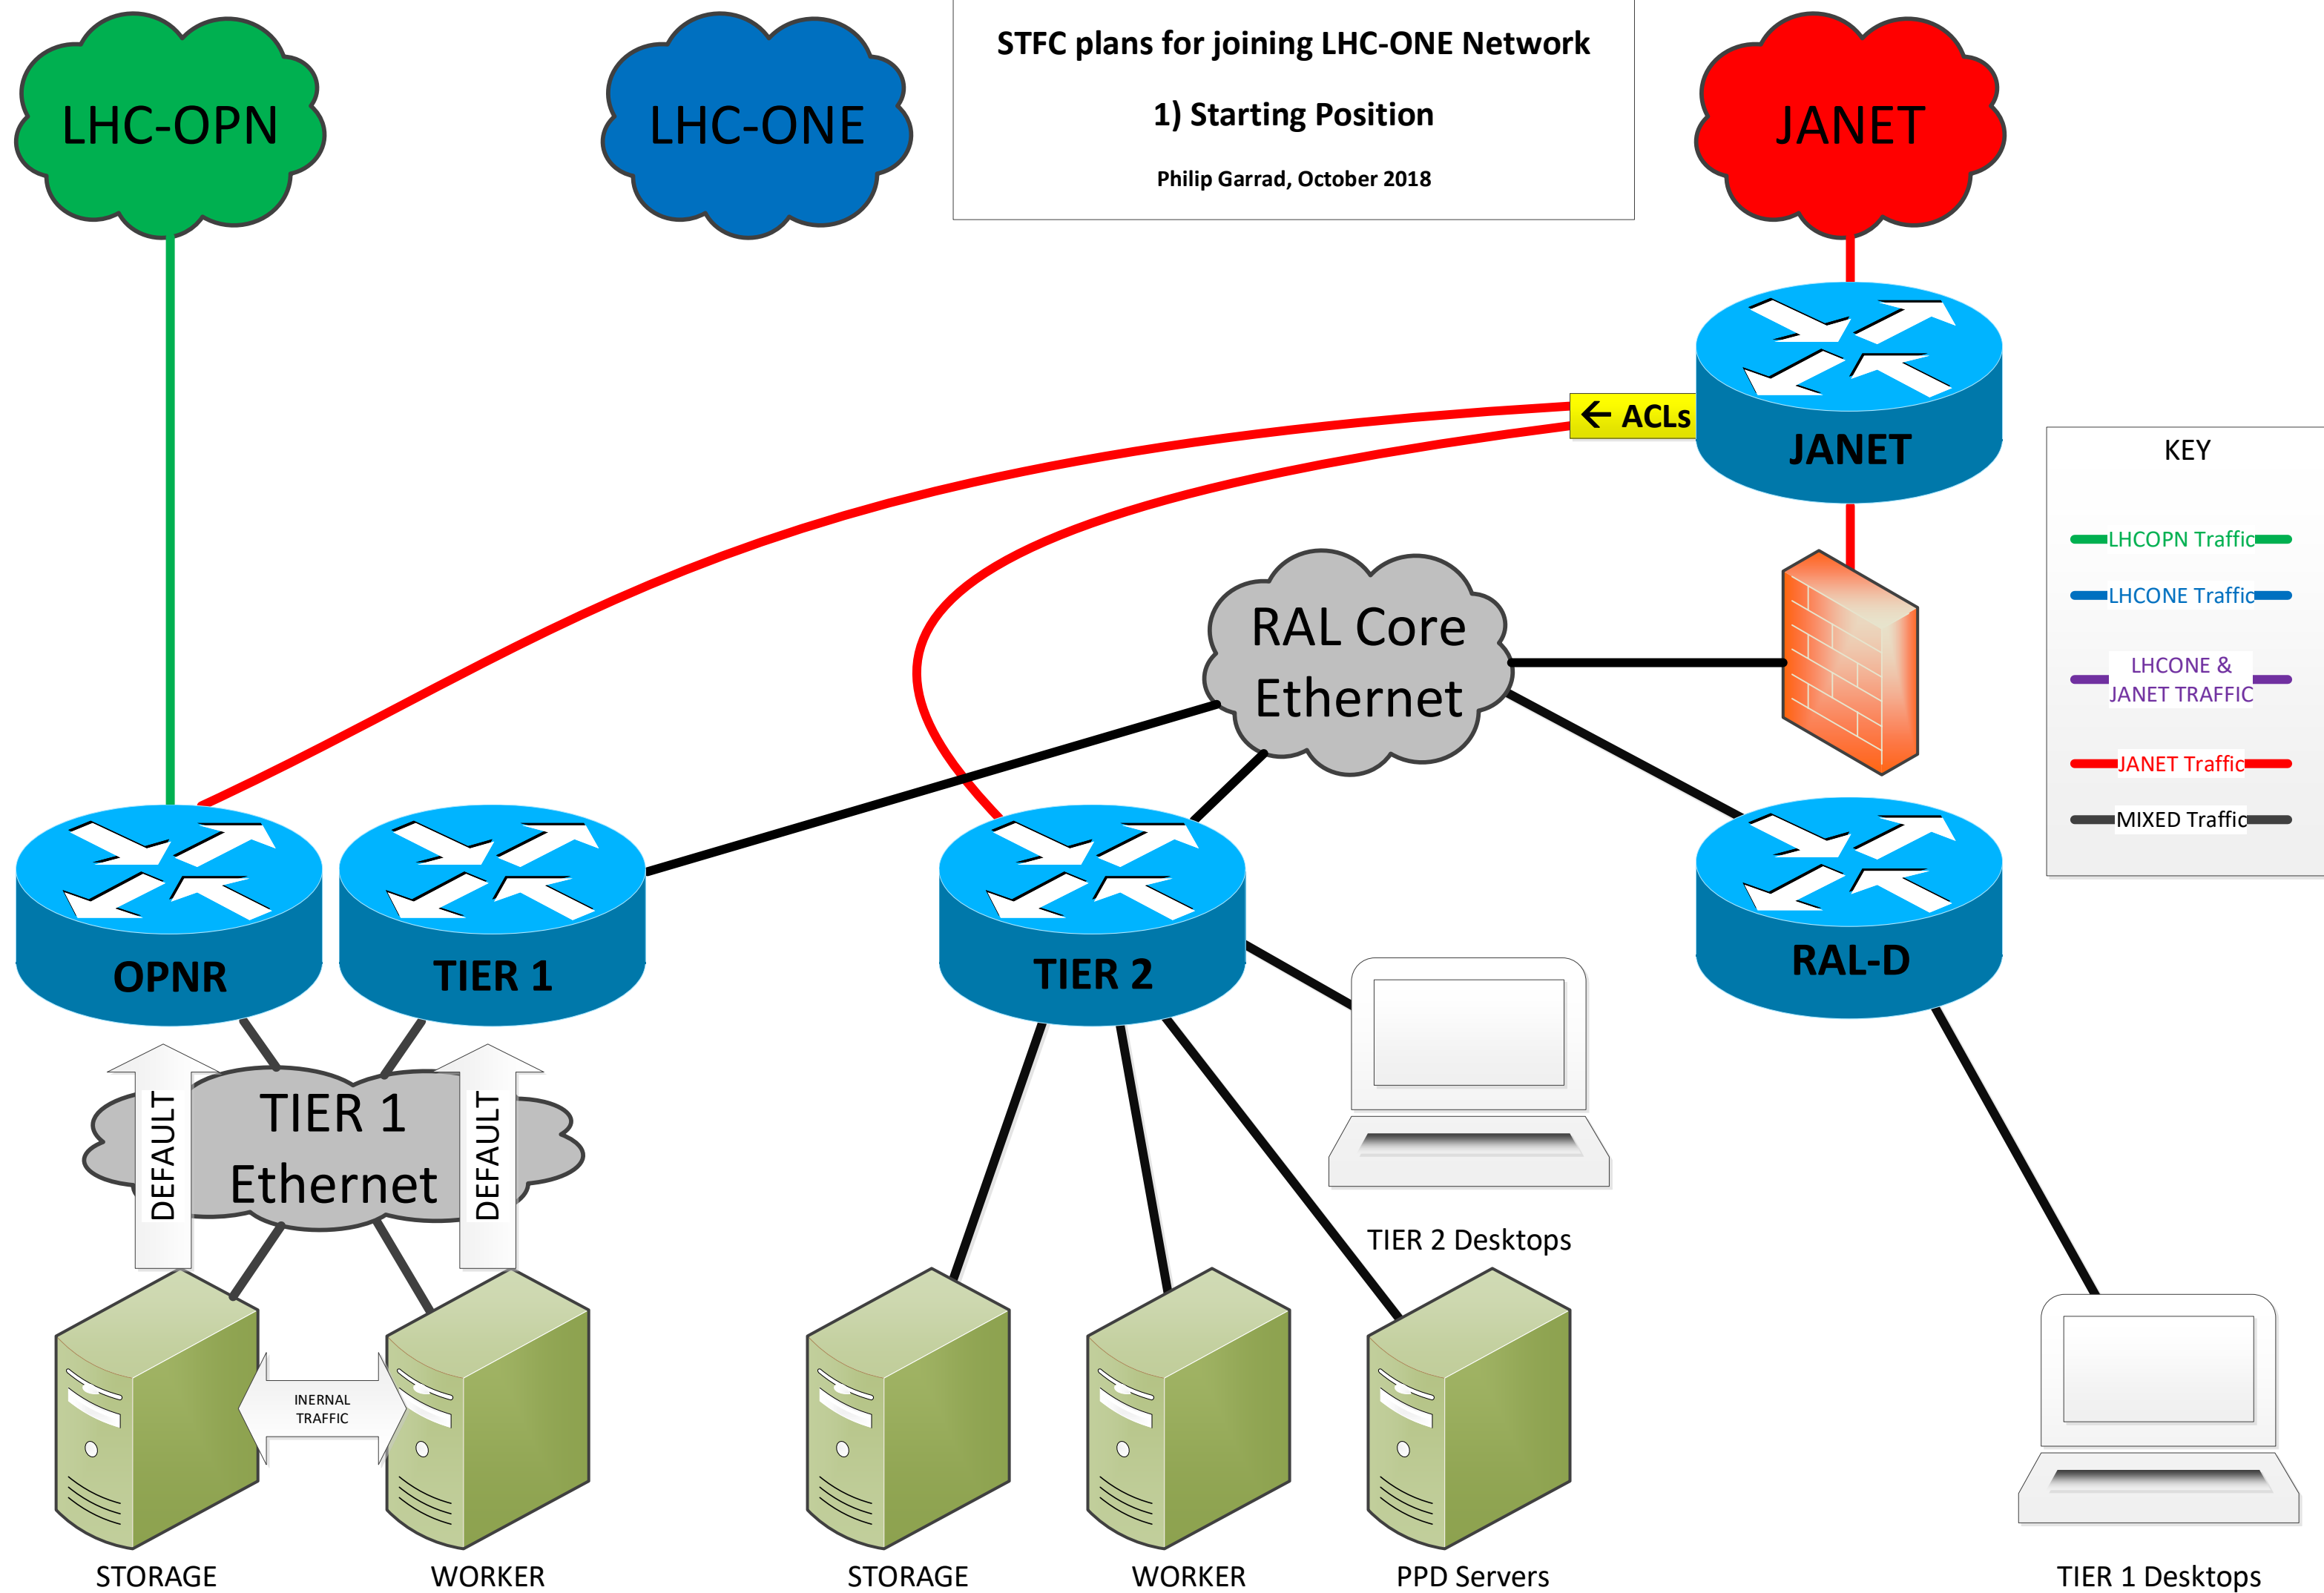 STFC plans for joining LHC-ONE Network
1) Starting Position
Philip Garrad, October 2018
LHC-OPN
LHC-ONE
JANET
← ACLs
JANET
KEY
LHCOPN Traffic
LHCONE Traffic
LHCONE &
JANET TRAFFIC
JANET Traffic
MIXED Traffic
RAL Core
Ethernet
OPNR
TIER 1
TIER 2
RAL-D
DEFAULT
TIER 1
Ethernet
DEFAULT
TIER 2 Desktops
INERNAL
TRAFFIC
STORAGE
WORKER
STORAGE
WORKER
PPD Servers
TIER 1 Desktops